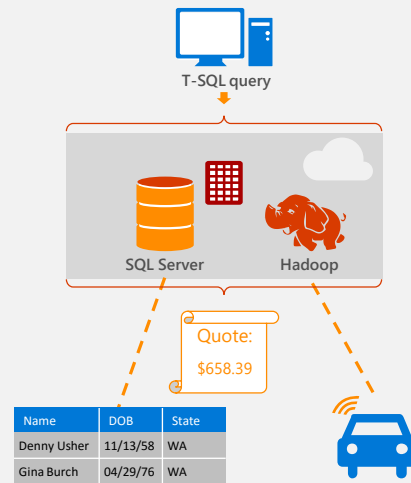 T-SQL query
SQL Server Hadoop
Quote:
$658.39
Name DOB State
Denny Usher 11/13/58 WA
Gina Burch 04/29/76 WA